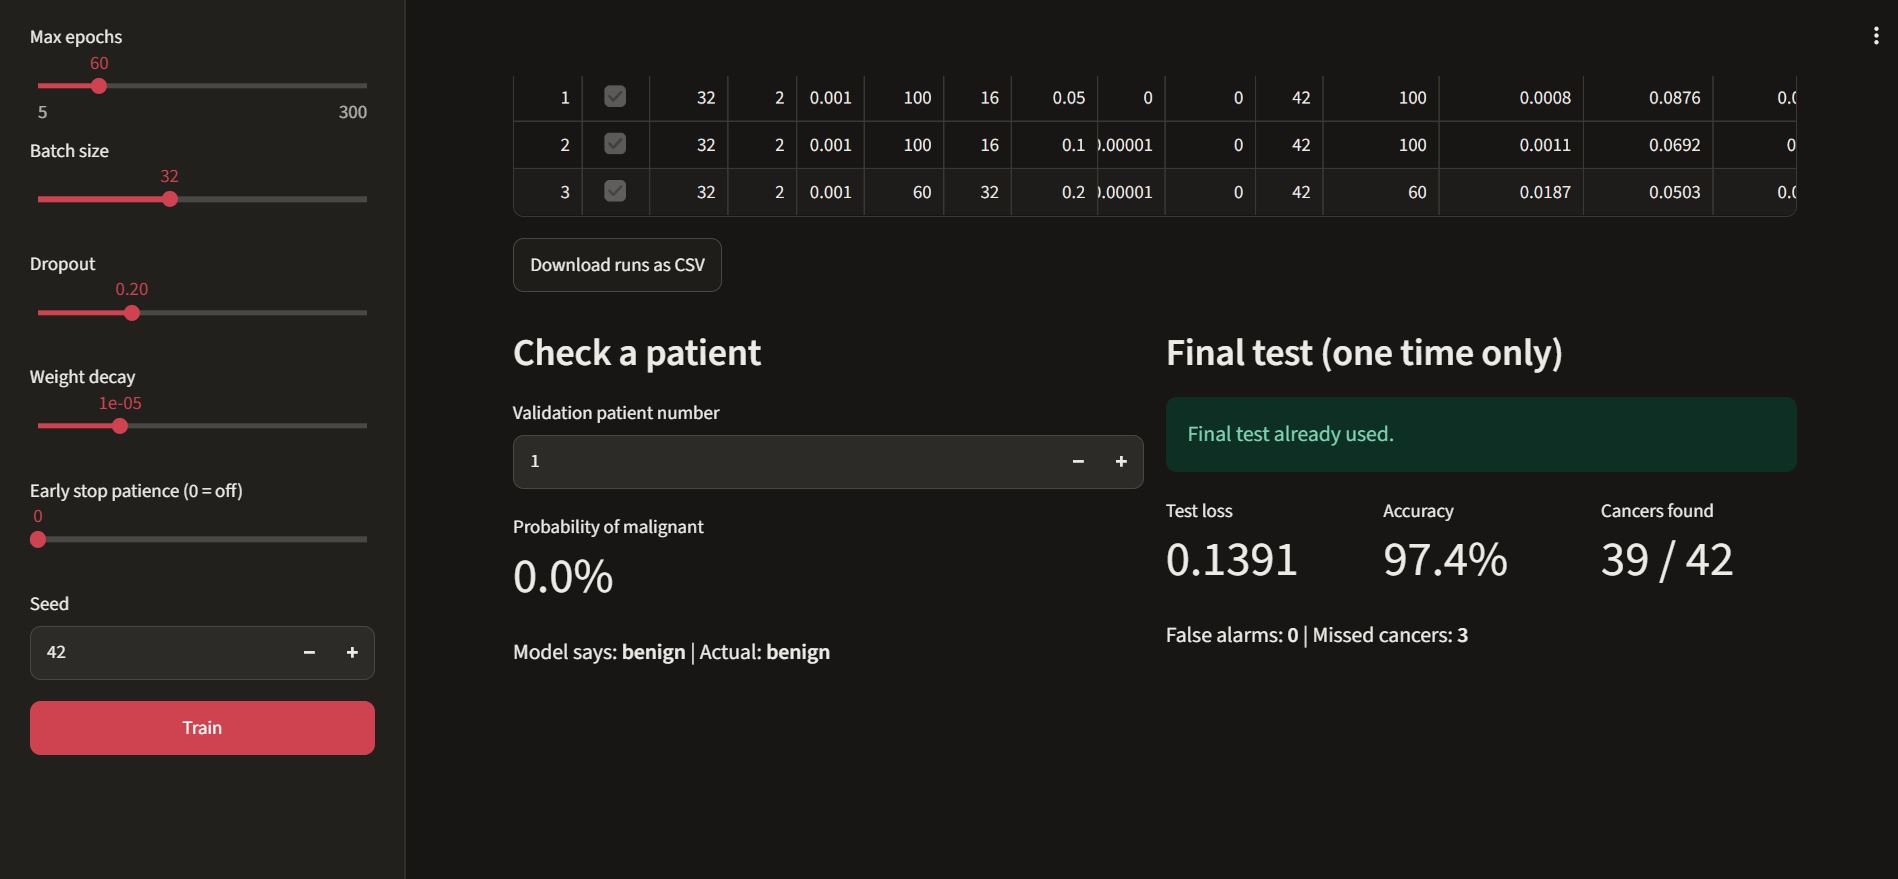 Max epochs
60
5 300
Batch size
32
Dropout
0.20
Weight decay
1e-05
Early stop patience (0 = off)
0
Seed
42
Train
1 32 2 0.001 100 16 0.05 0 0 42 100 0.0008 0.0876
2 32 2 0.001 100 16 0.1 0.00001 0 42 100 0.0011 0.0692
3 32 2 0.001 60 32 0.2 0.00001 0 42 60 0.0187 0.0503
Download runs as CSV
Check a patient
Validation patient number
1
Probability of malignant
0.0%
Model says: benign | Actual: benign
Final test (one time only)
Final test already used.
Test loss Accuracy Cancers found
0.1391 97.4% 39 / 42
False alarms: 0 | Missed cancers: 3